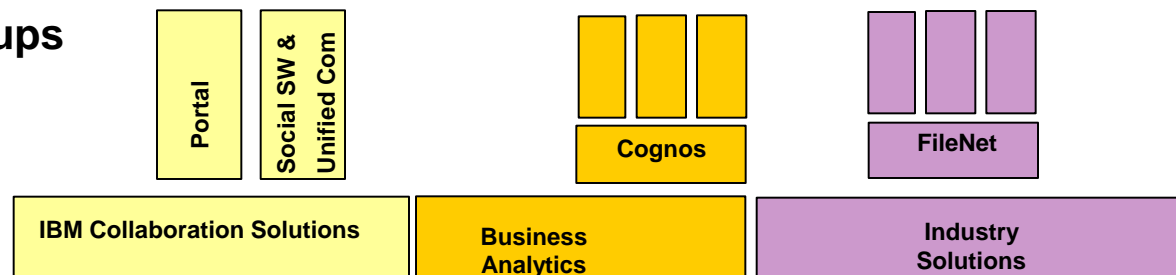 ups
Portal
Social SW &
Unified Com
Cognos
FileNet
IBM Collaboration Solutions
Business
Analytics
Industry
Solutions